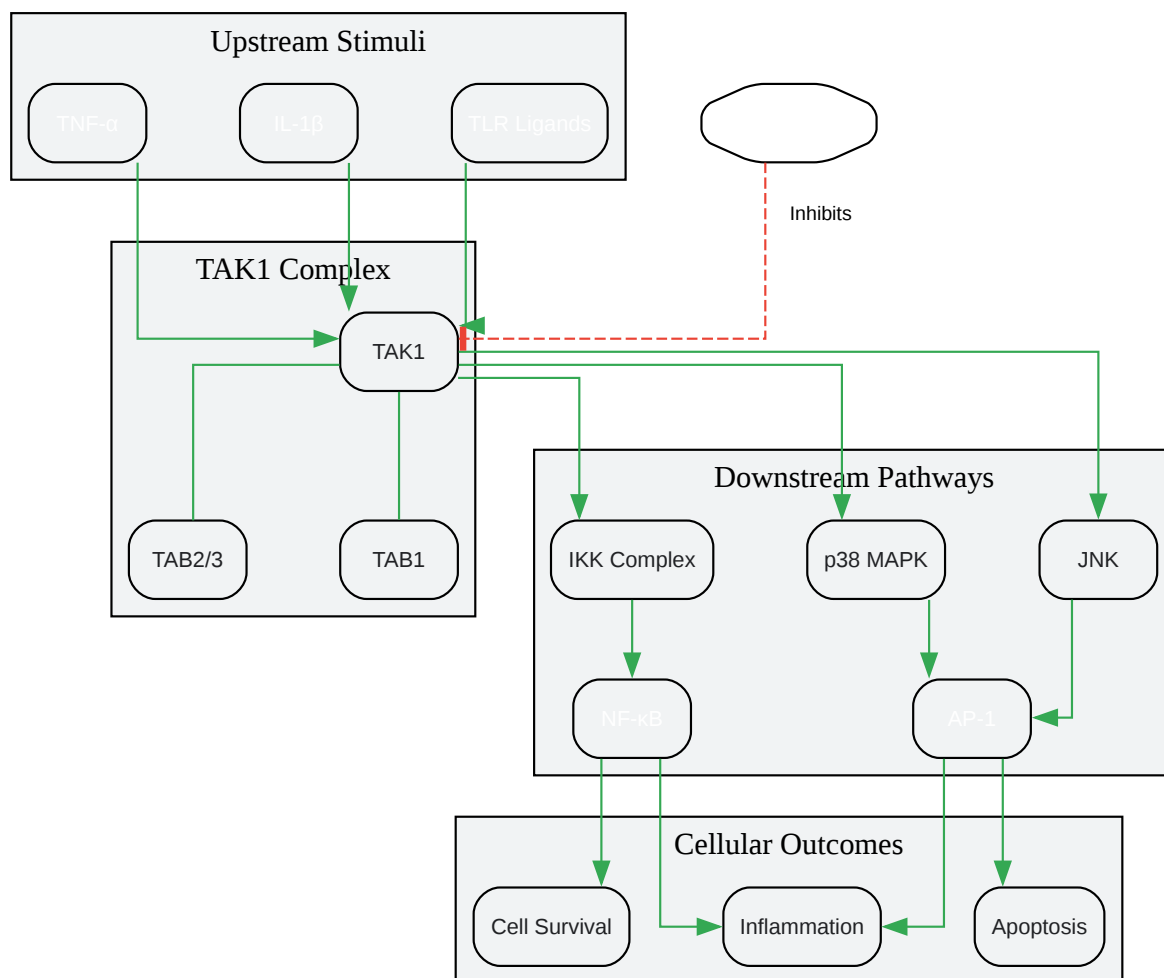 Upstream Stimuli
TNF-α
IL-1β
TLR Ligands
Inhibits
TAK1 Complex
TAK1
TAB2/3
TAB1
Downstream Pathways
IKK Complex
p38 MAPK
JNK
NF-κB
AP-1
Cellular Outcomes
Cell Survival
Inflammation
Apoptosis